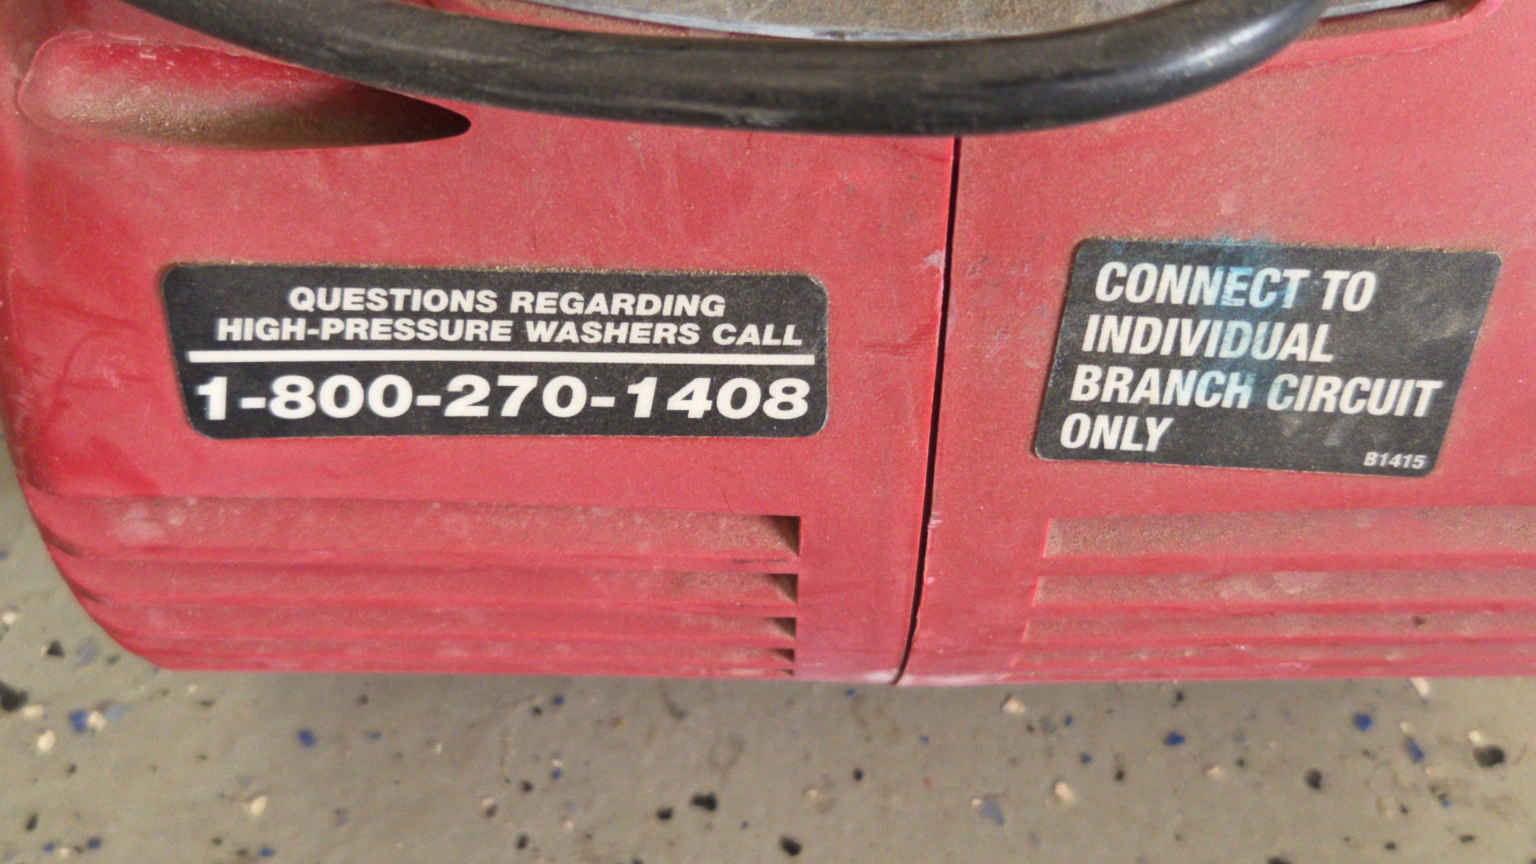 QUESTIONS REGARDING
HIGH-PRESSURE WASHERS CALL
1-800-270-1408
CONNECT TO
INDIVIDUAL
BRANCH CIRCUIT
ONLY
B1415